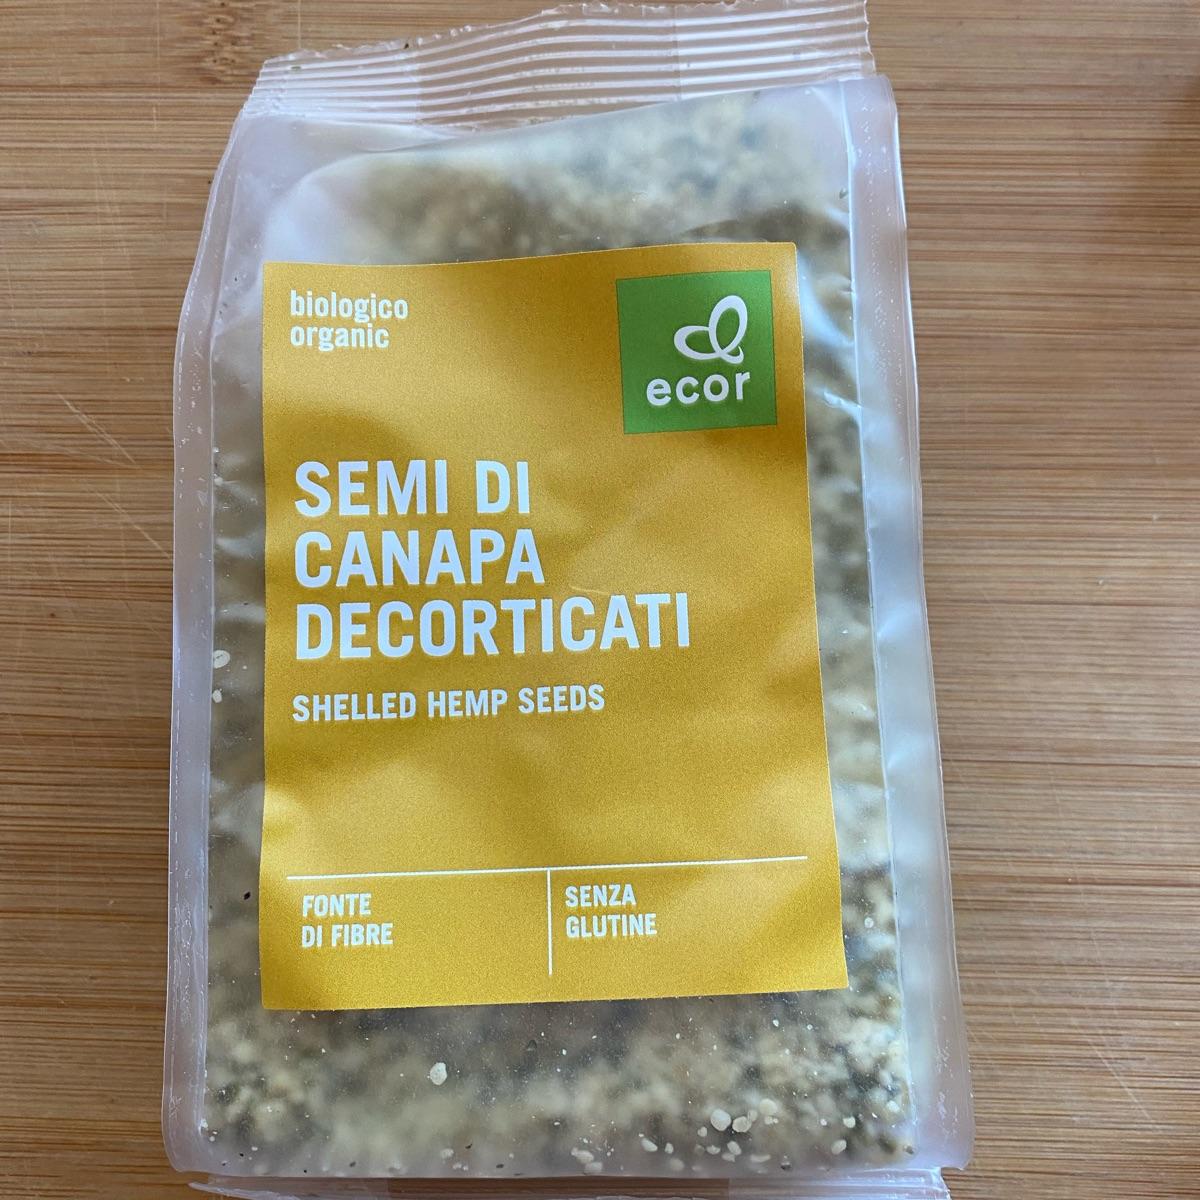 biologico
organic
ecor
SEMI DI
CANAPA
DECORTICATI
SHELLED HEMP SEEDS
FONTE
DI FIBRE
SENZA
GLUTINE